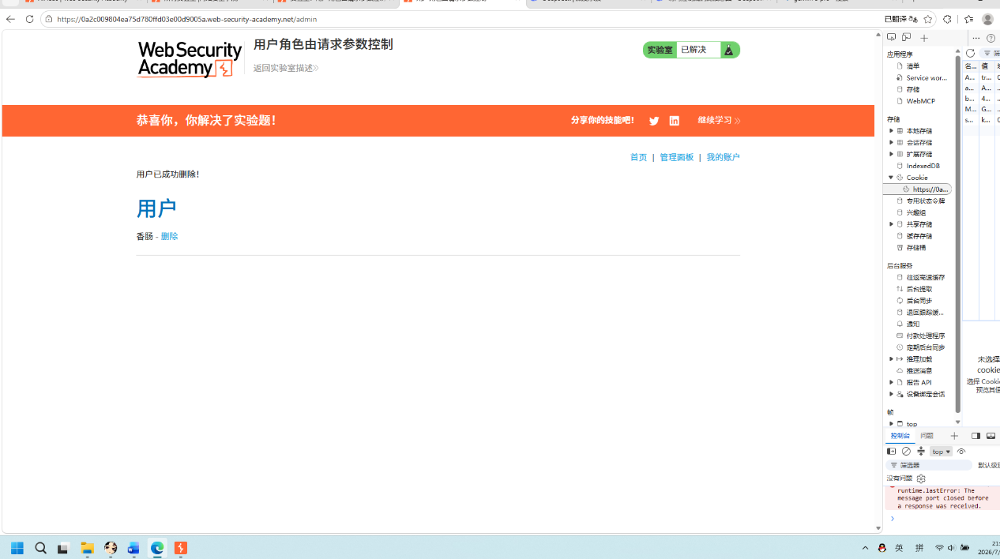 https://0a2c009804ea75d780ffd03e00d9005a.web-security-academy.net/admin
已翻译
Web Security
Academy
用户角色由请求参数控制
返回实验室描述
实验室 已解决
恭喜你，你解决了实验题！
分享你的技能吧！
继续学习
首页 | 管理面板 | 我的账户
用户已成功删除！
用户
香肠 - 删除
应用程序
清单
Service wor...
存储
WebMCP
存储
本地存储
会话存储
扩展存储
IndexedDB
Cookie
https://0a...
专用状态令牌
兴趣组
共享存储
缓存存储
存储桶
后台服务
往返高速缓存
后台提取
后台同步
退回跟踪缓...
通知
付款处理程序
定期后台同步
推理加载
推送消息
报告 API
设备绑定会话
帧
top
名... 值
A... tr...
a... A...
b... 4...
M... G...
s... k...
未选择
cookie
选择 Cookie
预览其值
控制台 问题
top
筛选器
默认级别
没有问题
runtime.lastError: The
message port closed before
a response was received.
英
拼
2026/7/